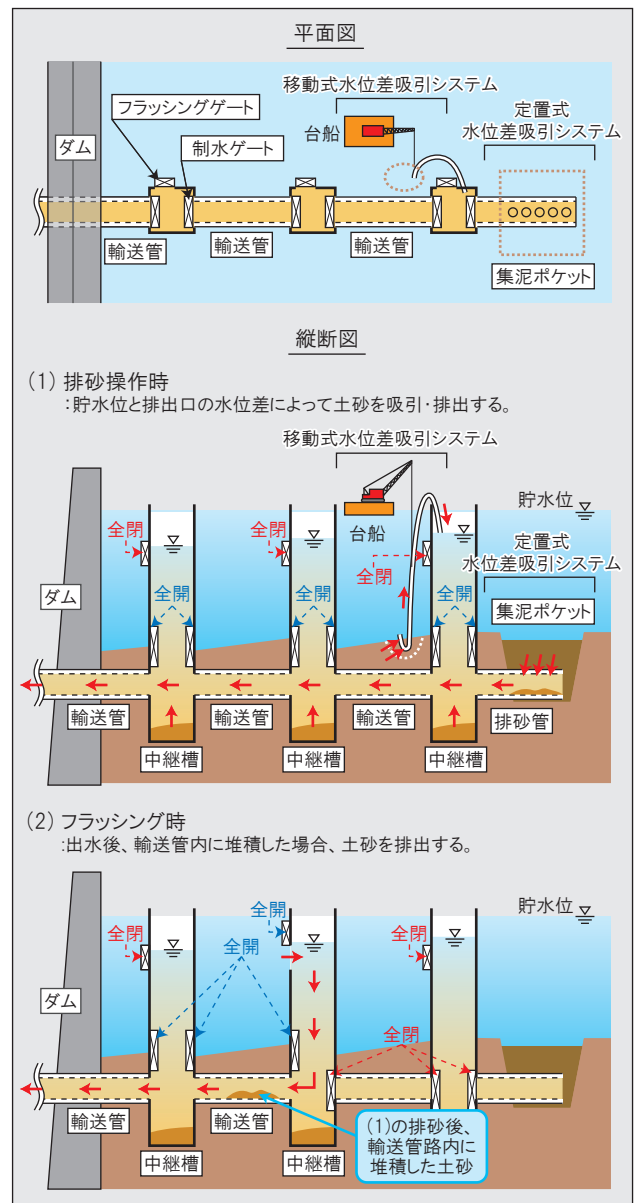 平面図
移動式水位差吸引システム
フラッシングゲート
台船
定置式
水位差吸引システム
ダム
制水ゲート
輸送管
輸送管
輸送管
集泥ポケット
縦断図
(1) 排砂操作時
:貯水位と排出口の水位差によって土砂を吸引・排出する。
移動式水位差吸引システム
貯水位
全閉
全閉
台船
定置式
水位差吸引システム
全閉
ダム
全開
全開
全開
集泥ポケット
輸送管
輸送管
輸送管
排砂管
中継槽
中継槽
中継槽
(2) フラッシング時
:出水後、輸送管内に堆積した場合、土砂を排出する。
全開
貯水位
全閉
全開
全閉
ダム
全閉
輸送管
輸送管
(1)の排砂後、
輸送管路内に
堆積した土砂
中継槽
中継槽
中継槽